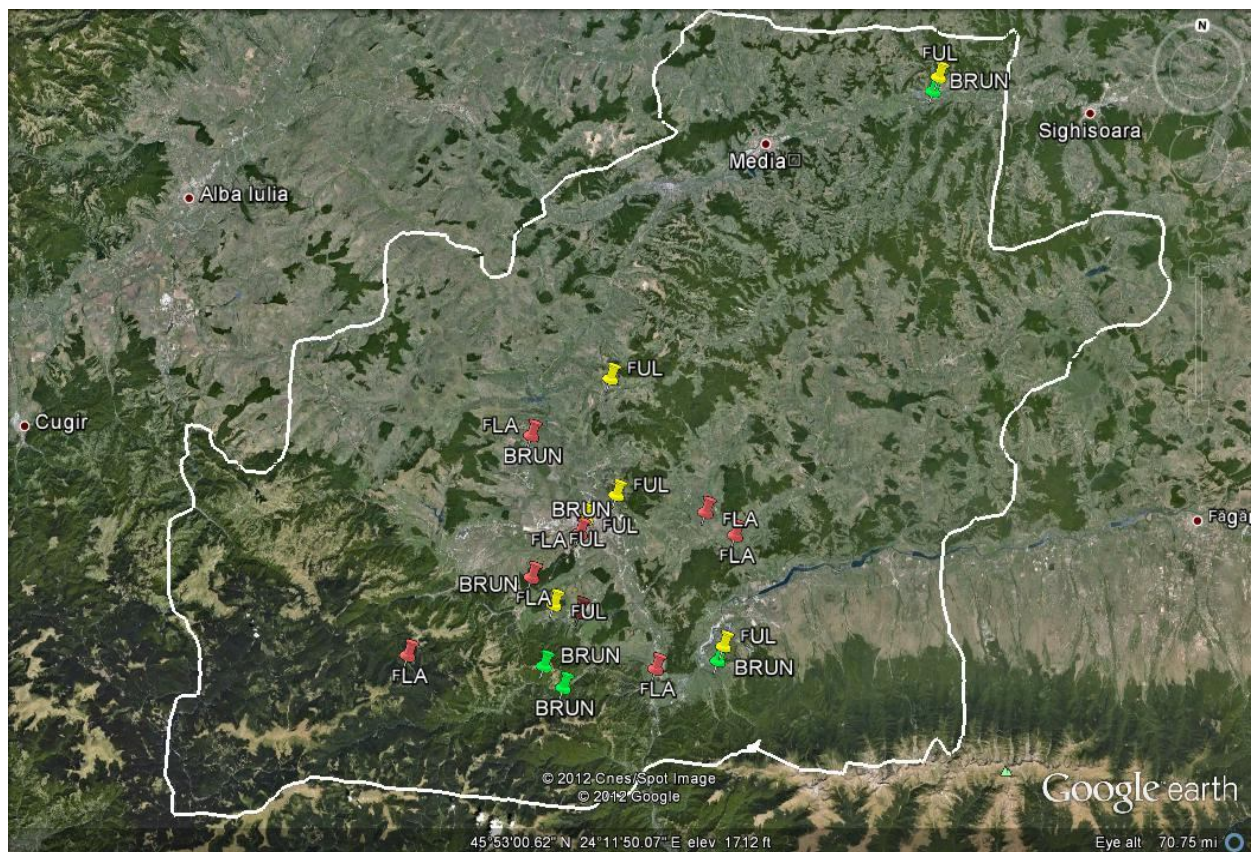 N
FUL
BRUN
Sighisoara
Media
Alba Iulia
FUL
Cugir
FLA
BRUN
FUL
BRUN
FUL
FLA
FLA
FUL
FLA
Făgăr
BRUN
FLA
FUL
FUL
BRUN
BRUN
FLA
FLA
BRUN
© 2012 Cnes/Spot Image
© 2012 Google
Google earth
45°53'00.62" N 24°11'50.07" E elev 1712 ft
Eye alt 70.75 mi